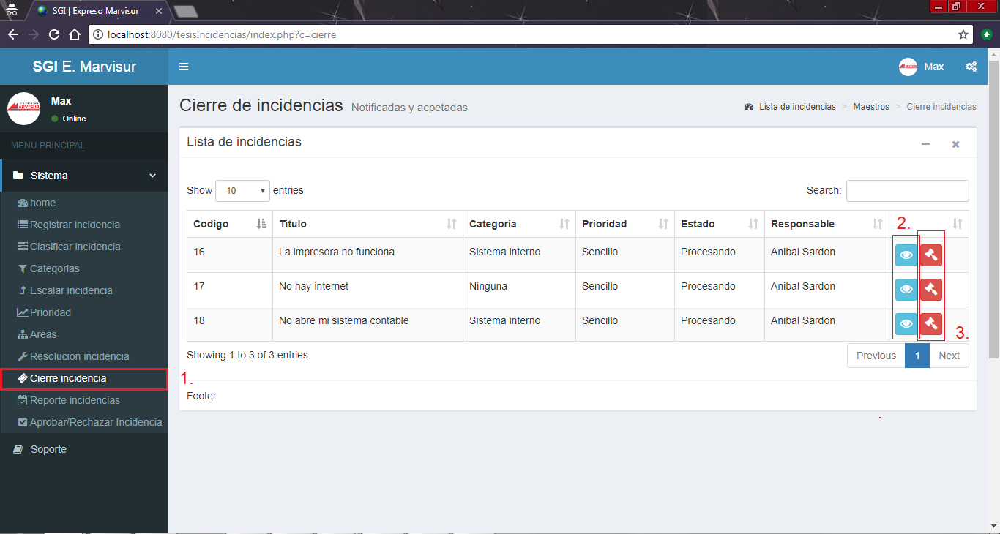 SGI | Expreso Marvisur
localhost:8080/tesisIncidencias/index.php?c=cierre
SGI E. Marvisur
Max
Max
Online
MENU PRINCIPAL
Sistema
home
Registrar incidencia
Clasificar incidencia
Categorias
Escalar incidencia
Prioridad
Areas
Resolucion incidencia
Cierre incidencia
1.
Reporte incidencias
Aprobar/Rechazar Incidencia
Soporte
Cierre de incidencias Notificadas y acpetadas
Lista de incidencias > Maestros > Cierre incidencias
Lista de incidencias
Show 10 entries
Search:
Codigo Titulo Categoria Prioridad Estado Responsable 2.
16 La impresora no funciona Sistema interno Sencillo Procesando Anibal Sardon
17 No hay internet Ninguna Sencillo Procesando Anibal Sardon
18 No abre mi sistema contable Sistema interno Sencillo Procesando Anibal Sardon
3.
Showing 1 to 3 of 3 entries
Previous 1 Next
Footer